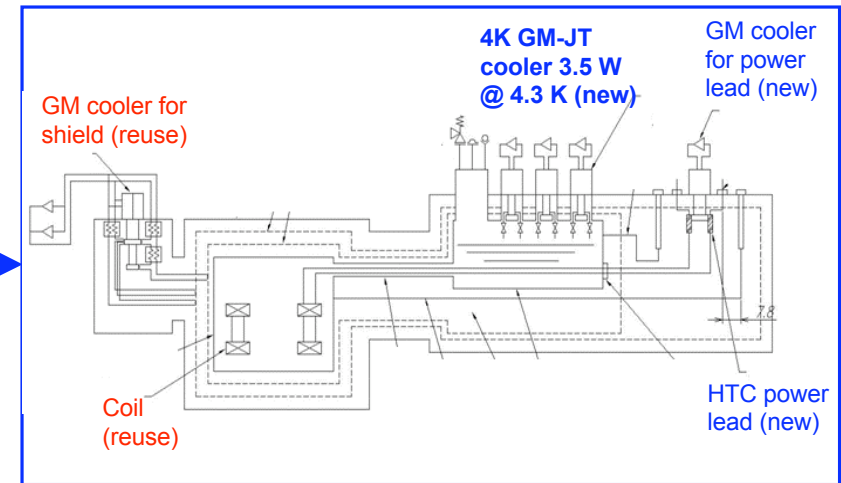 4K GM-JT
cooler 3.5 W
@ 4.3 K (new)
GM cooler
for power
lead (new)
GM cooler for
shield (reuse)
7.8
Coil
(reuse)
HTC power
lead (new)